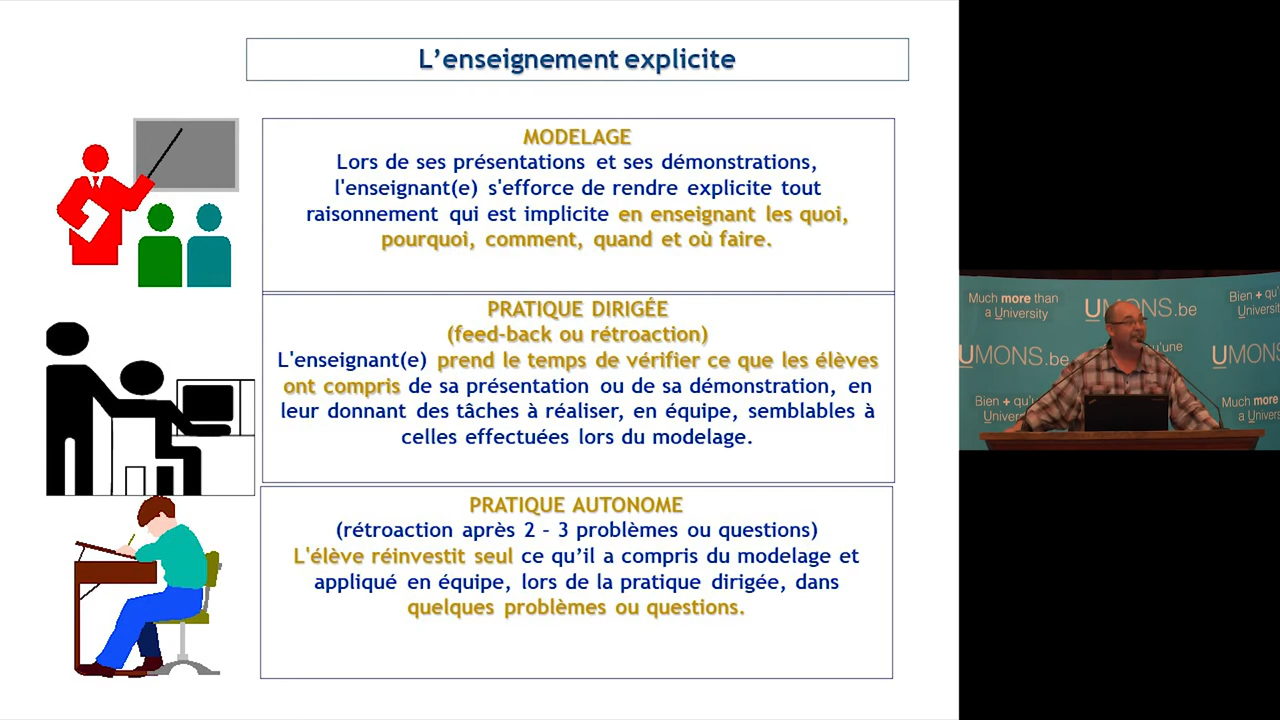 L’enseignement explicite
MODELAGE
Lors de ses présentations et ses démonstrations,
l'enseignant(e) s'efforce de rendre explicite tout
raisonnement qui est implicite en enseignant les quoi,
pourquoi, comment, quand et où faire.
PRATIQUE DIRIGÉE
(feed-back ou rétroaction)
L'enseignant(e) prend le temps de vérifier ce que les élèves
ont compris de sa présentation ou de sa démonstration, en
leur donnant des tâches à réaliser, en équipe, semblables à
celles effectuées lors du modelage.
PRATIQUE AUTONOME
(rétroaction après 2 – 3 problèmes ou questions)
L'élève réinvestit seul ce qu’il a compris du modelage et
appliqué en équipe, lors de la pratique dirigée, dans
quelques problèmes ou questions.
Much more than
a University
UMONS.be
Bien + qu'
Universit
UMONS.be
qu'une
UMONS
Bien +
Univers
Much more
a Univer